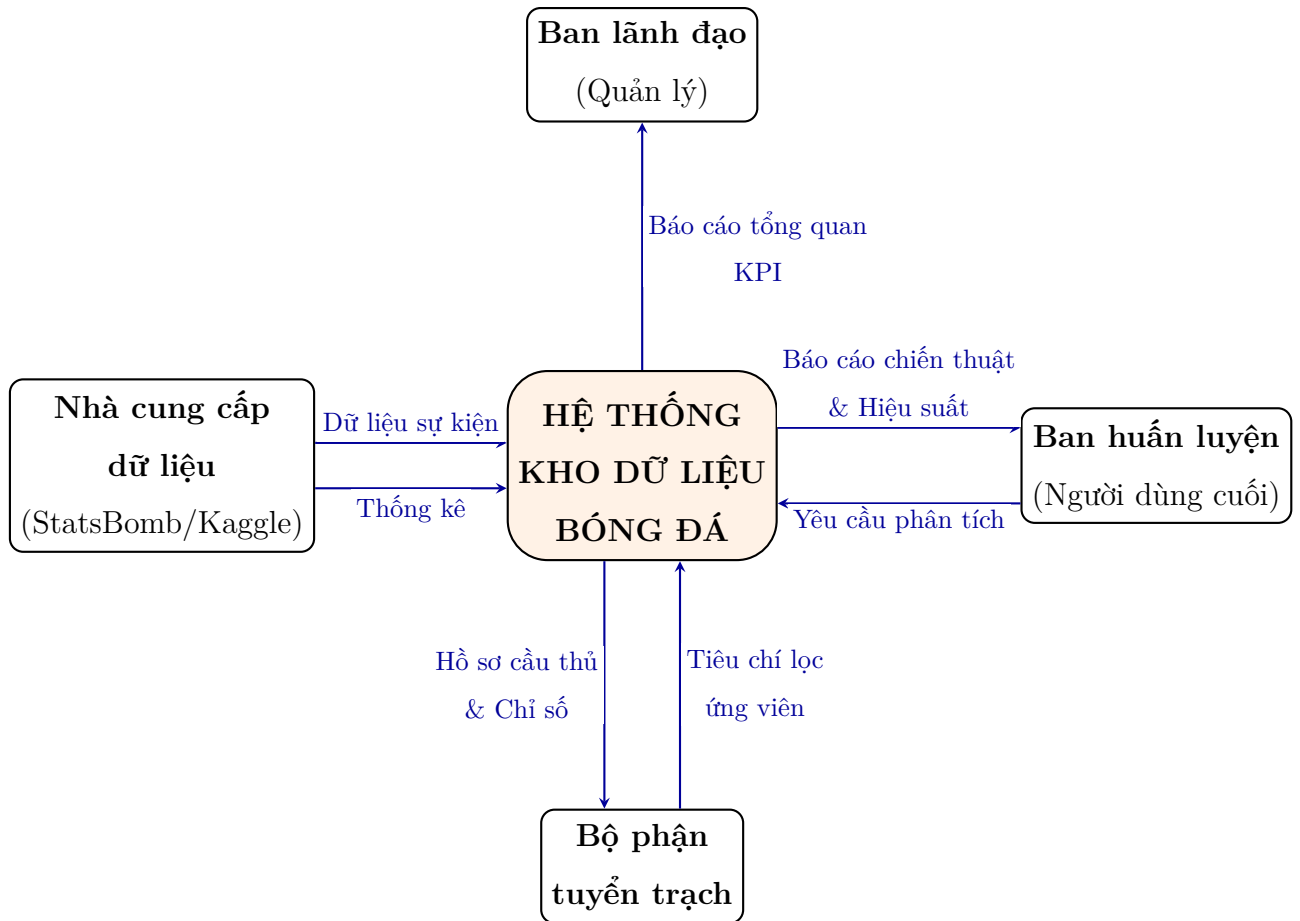 Ban lãnh đạo
(Quản lý)
Báo cáo tổng quan
KPI
Nhà cung cấp
dữ liệu
(StatsBomb/Kaggle)
Dữ liệu sự kiện
Thống kê
HỆ THỐNG
KHO DỮ LIỆU
BÓNG ĐÁ
Báo cáo chiến thuật
& Hiệu suất
Yêu cầu phân tích
Ban huấn luyện
(Người dùng cuối)
Hồ sơ cầu thủ
& Chỉ số
Tiêu chí lọc
ứng viên
Bộ phận
tuyển trạch